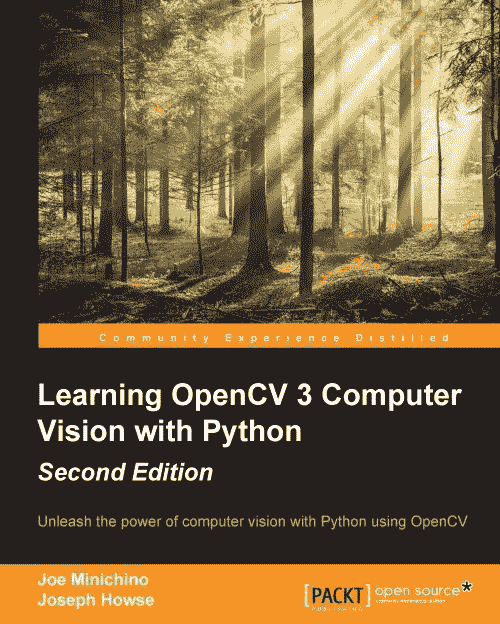 Community Experience Distilled
Learning OpenCV 3 Computer
Vision with Python
Second Edition
Unleash the power of computer vision with Python using OpenCV
Joe Minichino
Joseph Howse
[PACKT] open source*
PUBLISHING